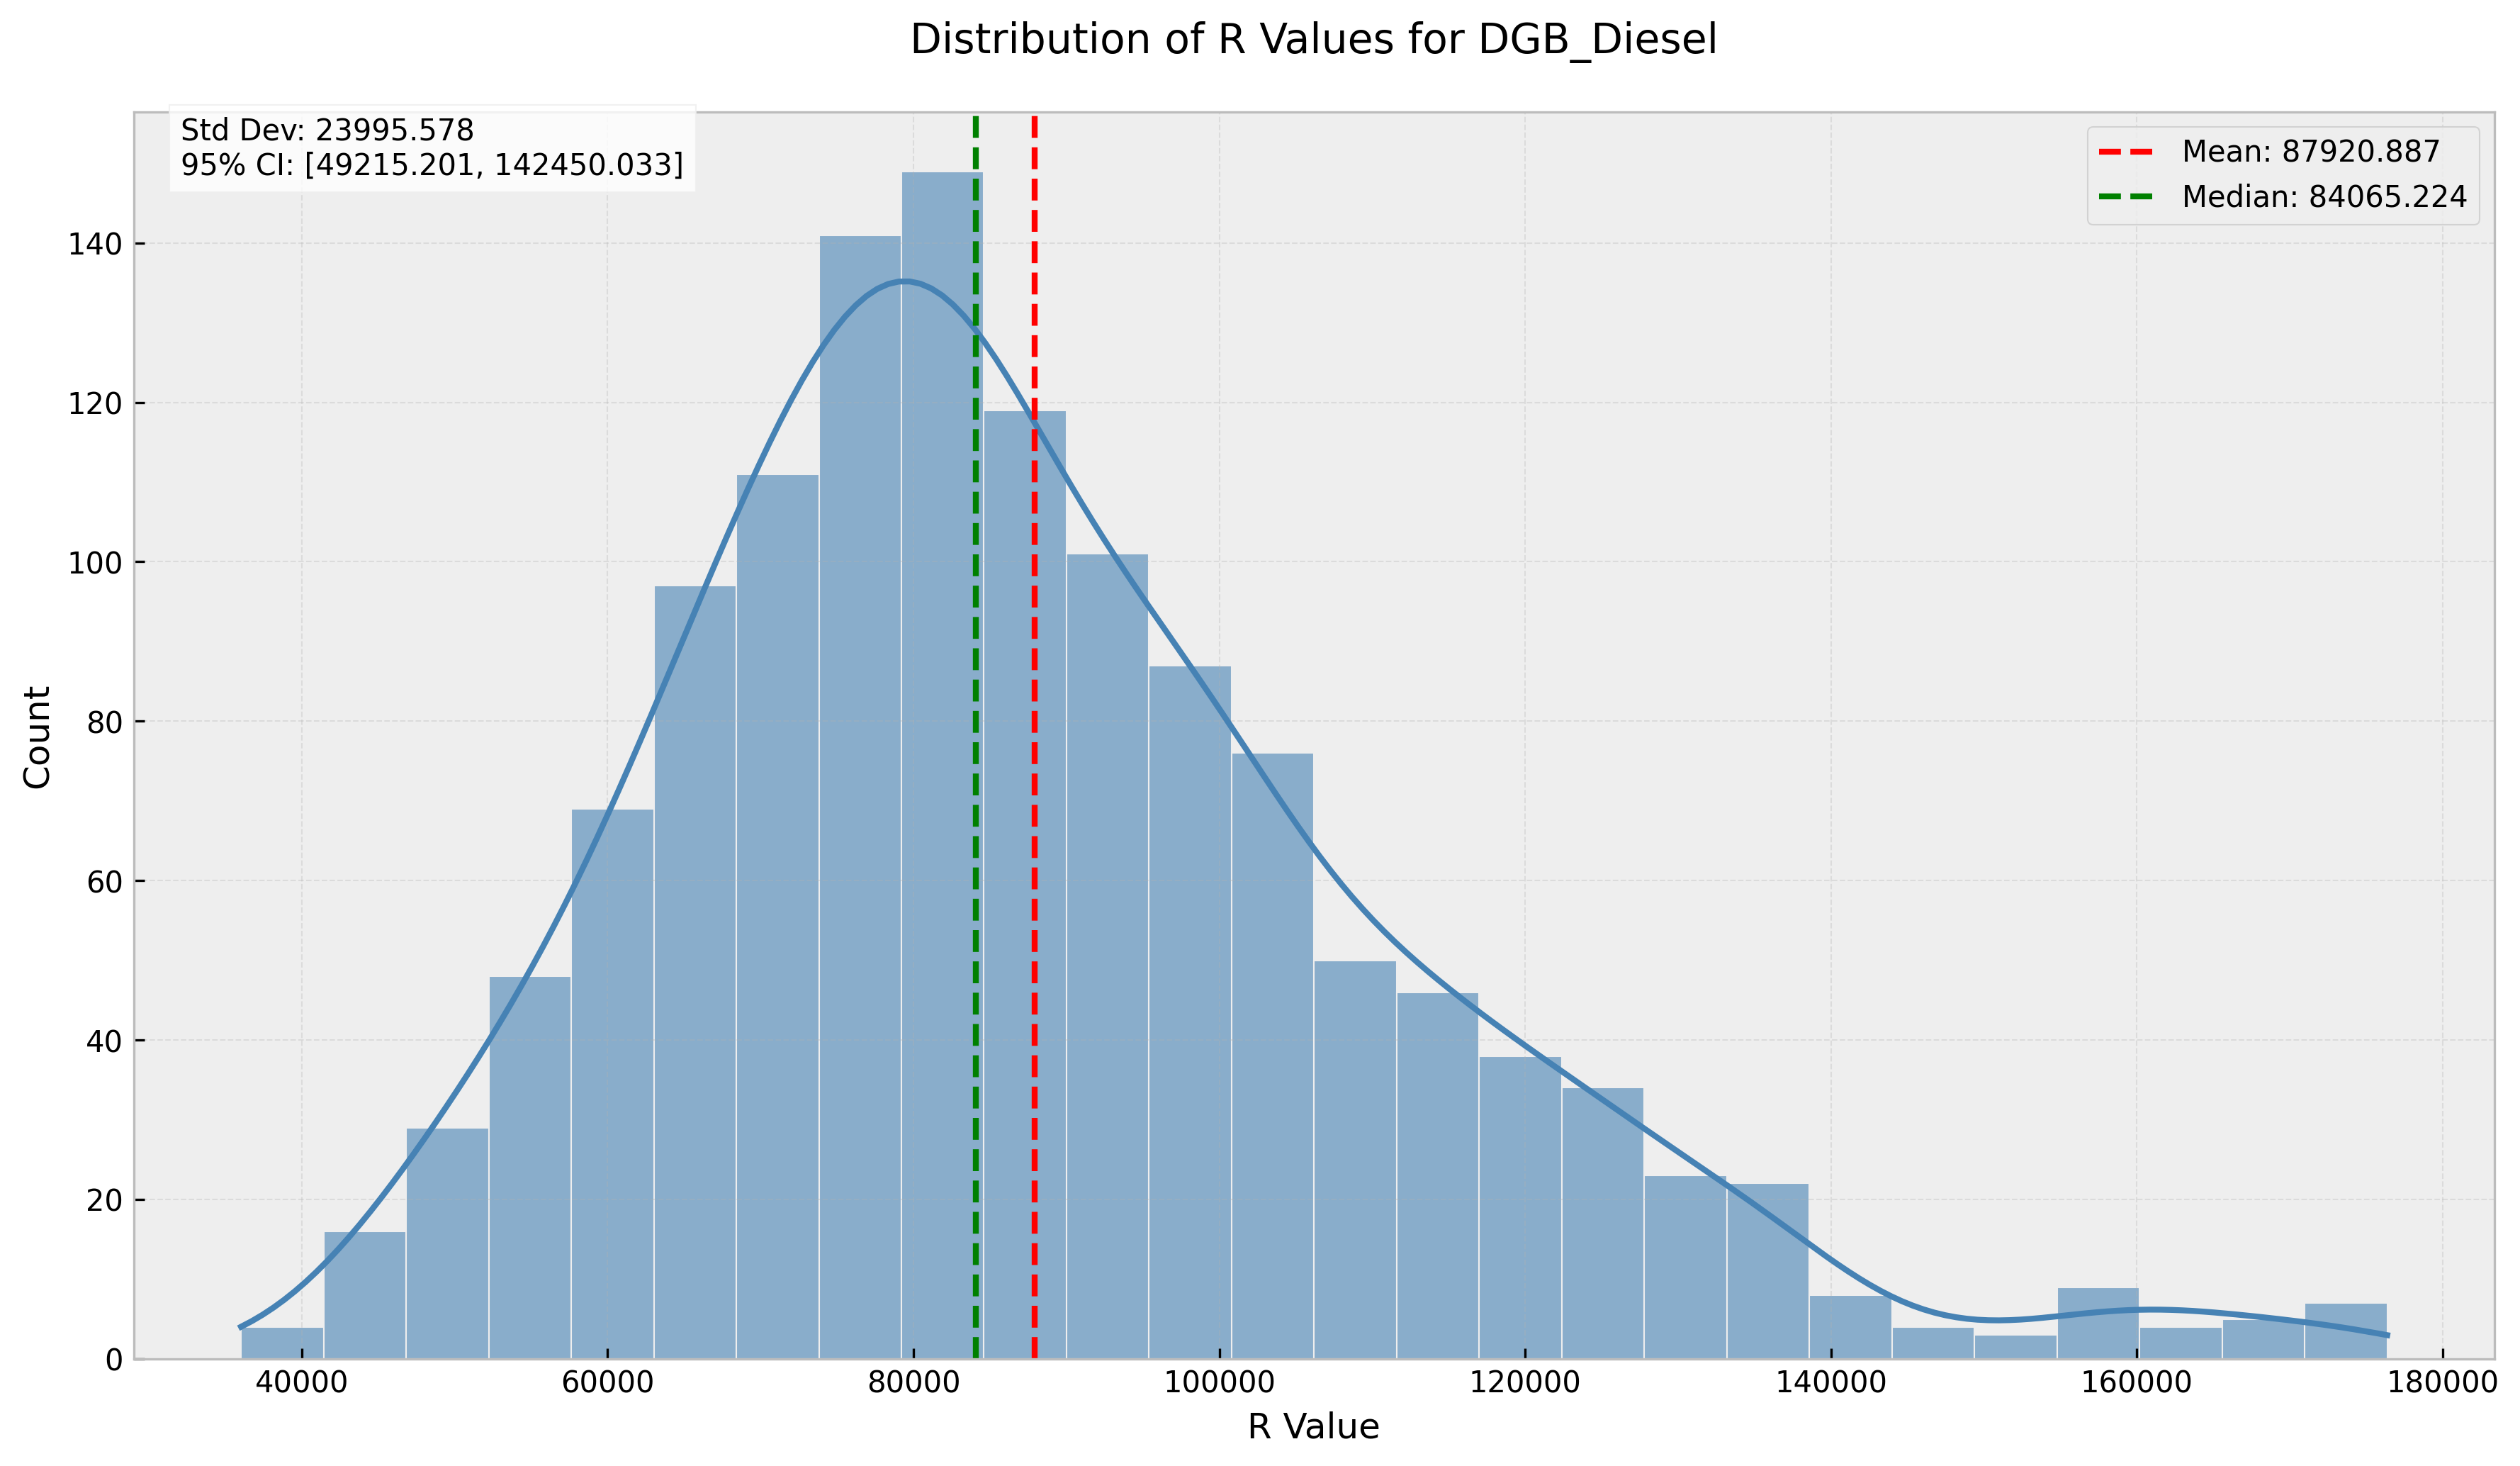 Distribution of R Values for DGB_Diesel
Std Dev: 23995.578
95% CI: [49215.201, 142450.033]
Mean: 87920.887
Median: 84065.224
140
120
100
80
60
40
20
0
Count
40000 60000 80000 100000 120000 140000 160000 180000
R Value